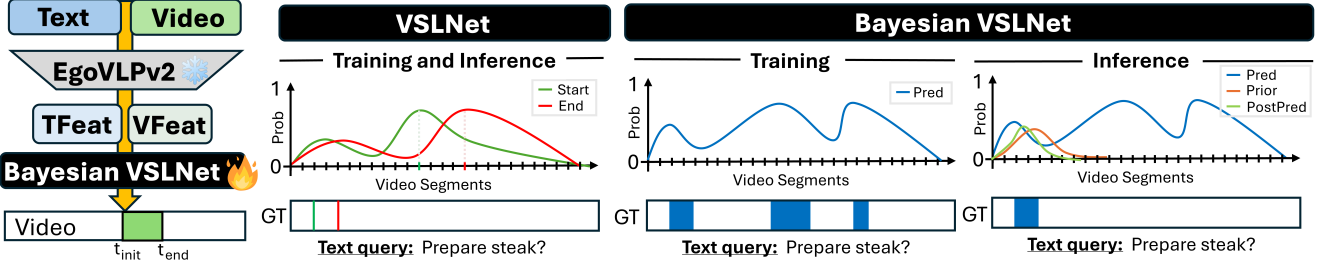 Text
Video
EgoVLPv2
TFeat
VFeat
Bayesian VSLNet
Video
t_init
t_end
VSLNet
Training and Inference
1
Prob
0
Start
End
Video Segments
GT
Text query: Prepare steak?
Bayesian VSLNet
Training
1
Prob
0
Pred
Video Segments
GT
Text query: Prepare steak?
Inference
1
Prob
0
Pred
Prior
PostPred
Video Segments
GT
Text query: Prepare steak?